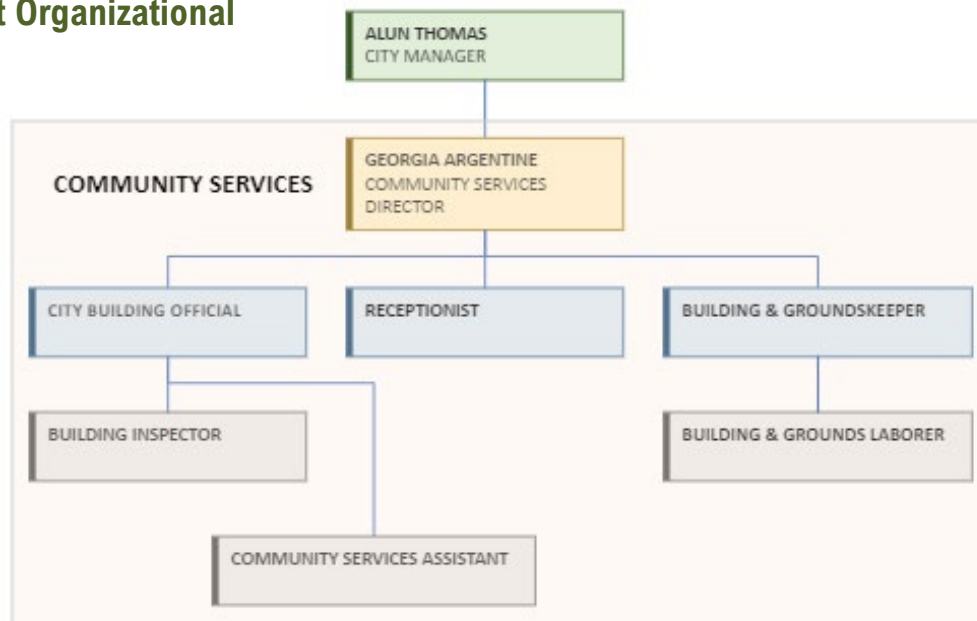 t Organizational
ALUN THOMAS
CITY MANAGER
COMMUNITY SERVICES
GEORGIA ARGENTINE
COMMUNITY SERVICES
DIRECTOR
CITY BUILDING OFFICIAL
RECEPTIONIST
BUILDING & GROUNDSKEEPER
BUILDING INSPECTOR
BUILDING & GROUNDS LABORER
COMMUNITY SERVICES ASSISTANT